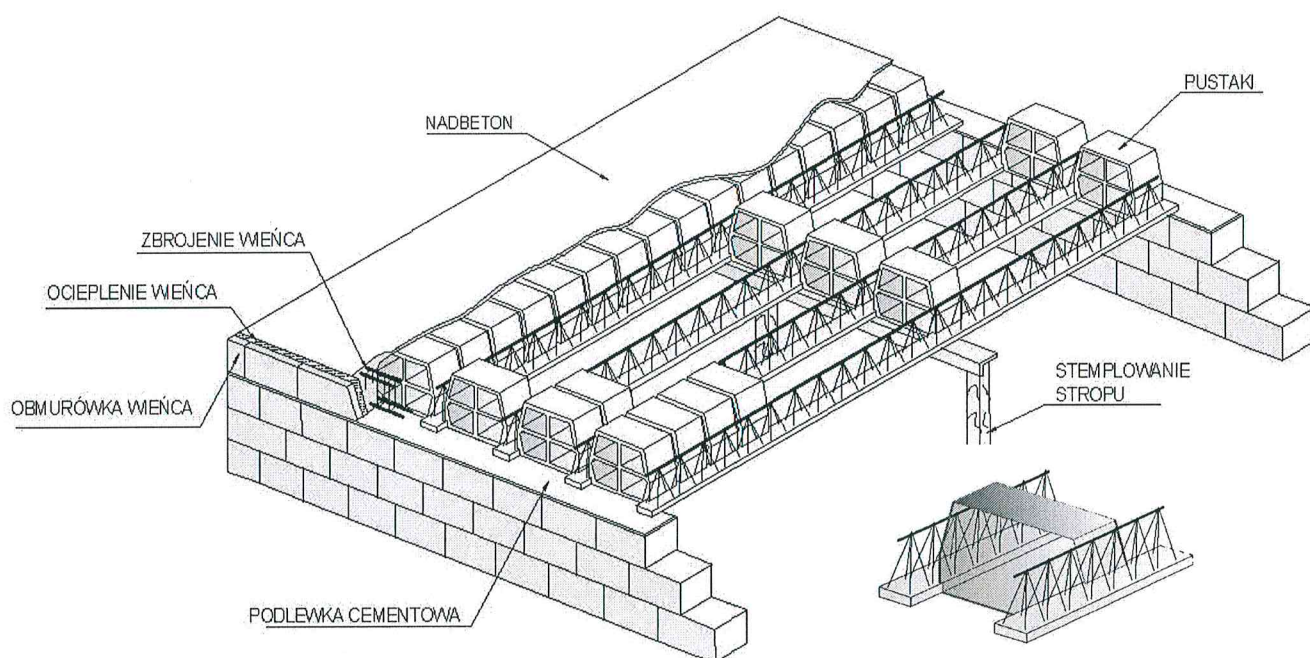 PUSTAKI
NADBETON
ZBROJENIE WIEŃCA
OCIEPLENIE WIEŃCA
OBMURÓWKA WIEŃCA
STEMPLOWANIE
STROPU
PODLEWKA CEMENTOWA